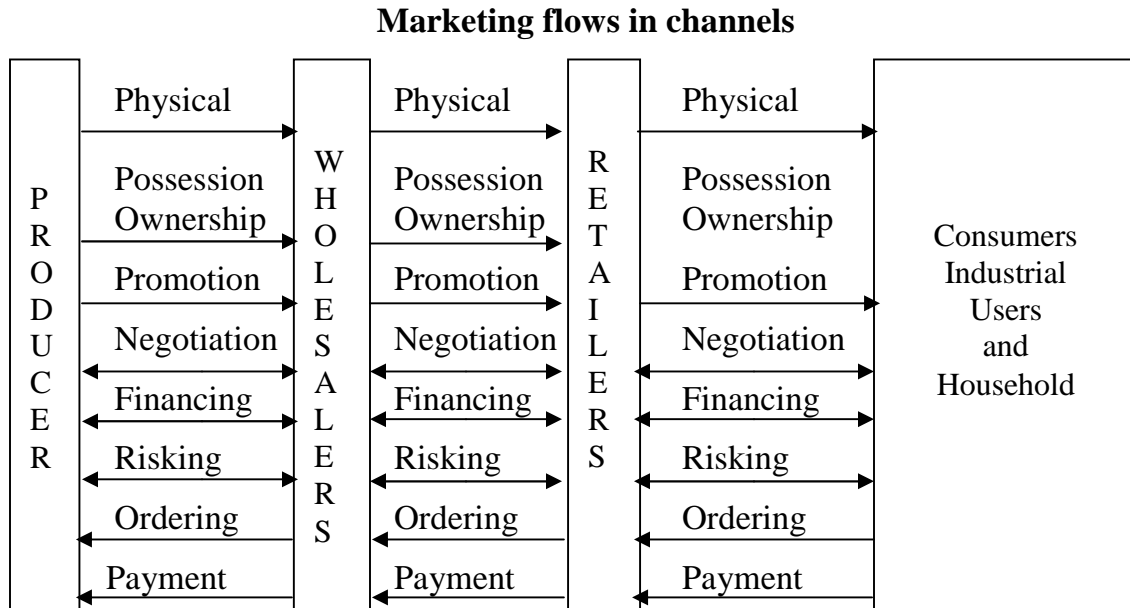 Marketing flows in channels
PRODUCER
Physical
Possession
Ownership
Promotion
Negotiation
Financing
Risking
Ordering
Payment
WHOLESALERS
Physical
Possession
Ownership
Promotion
Negotiation
Financing
Risking
Ordering
Payment
RETAILERS
Physical
Possession
Ownership
Promotion
Negotiation
Financing
Risking
Ordering
Payment
Consumers
Industrial
Users
and
Household